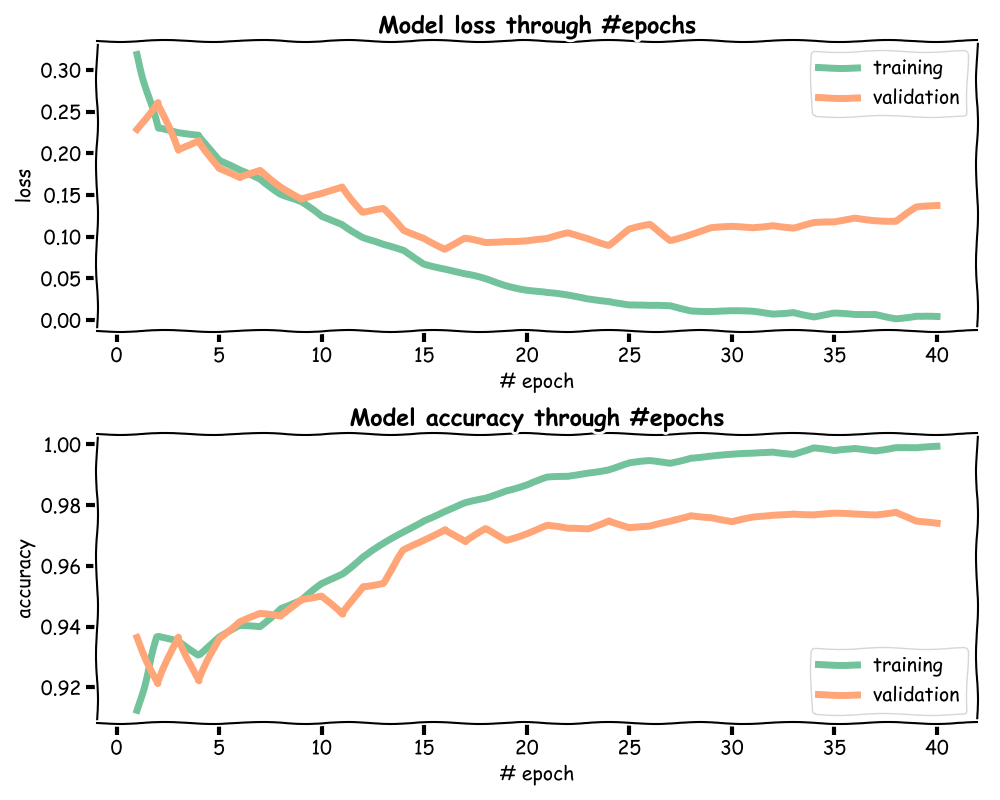 Model loss through #epochs
0.30
0.25
0.20
0.15
0.10
0.05
0.00
loss
training
validation
0 5 10 15 20 25 30 35 40
# epoch
Model accuracy through #epochs
1.00
0.98
0.96
0.94
0.92
accuracy
training
validation
0 5 10 15 20 25 30 35 40
# epoch